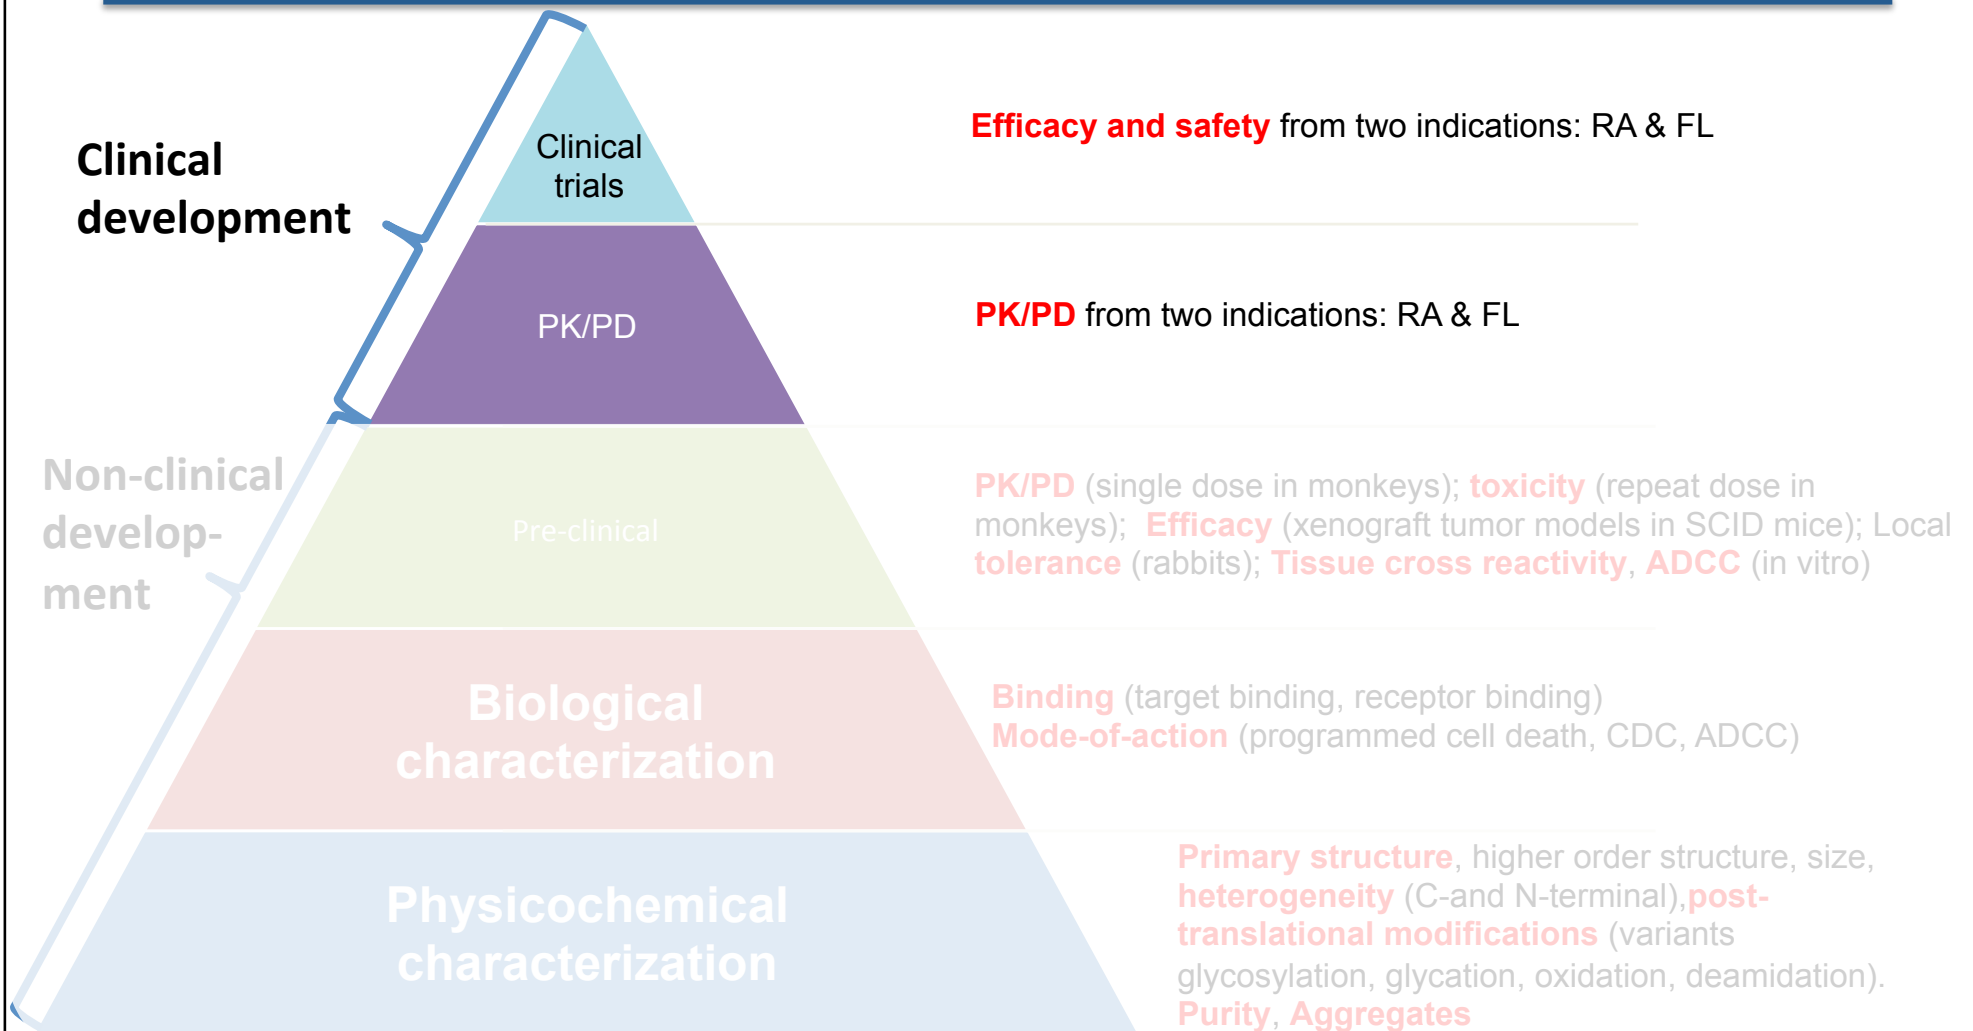 Clinical
development
Clinical
trials
Efficacy and safety from two indications: RA & FL
PK/PD
PK/PD from two indications: RA & FL
Non-clinical
develop-
ment
Pre-clinical
PK/PD (single dose in monkeys); toxicity (repeat dose in
monkeys);  Efficacy (xenograft tumor models in SCID mice); Local
tolerance (rabbits); Tissue cross reactivity, ADCC (in vitro)
Biological
characterization
Binding (target binding, receptor binding)
Mode-of-action (programmed cell death, CDC, ADCC)
Physicochemical
characterization
Primary structure, higher order structure, size,
heterogeneity (C-and N-terminal),post-
translational modifications (variants
glycosylation, glycation, oxidation, deamidation).
Purity, Aggregates